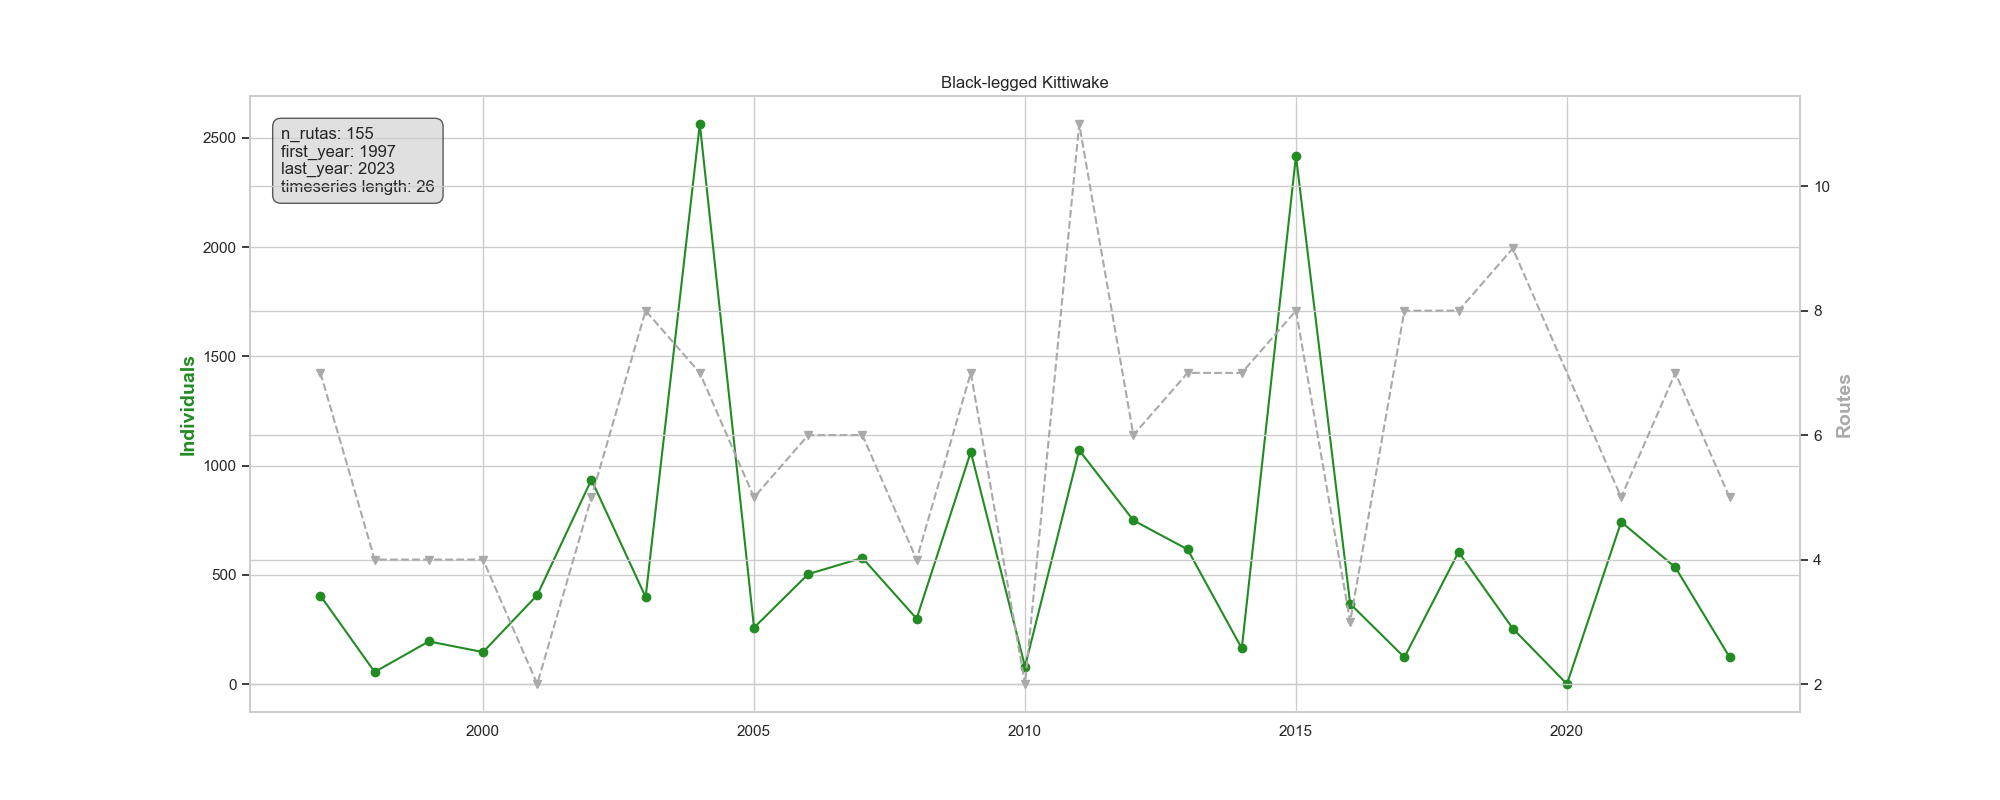 Black-legged Kittiwake
n_rutas: 155
first_year: 1997
last_year: 2023
timeseries length: 26
Individuals
2500
2000
1500
1000
500
0
Routes
10
8
6
4
2
2000 2005 2010 2015 2020